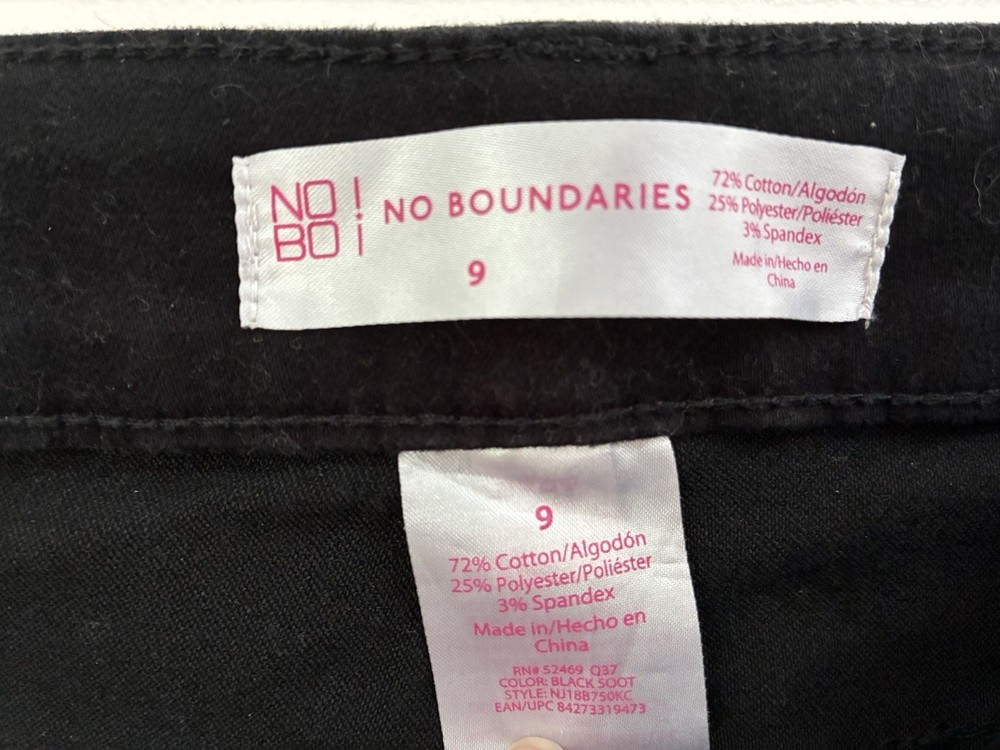 NO!
BO¡
NO BOUNDARIES
9
72% Cotton/Algodón
25% Polyester/Poliéster
3% Spandex
Made in/Hecho en
China
9
72% Cotton/Algodón
25% Polyester/Poliéster
3% Spandex
Made in/Hecho en
China
RN# 52469 Q37
COLOR: BLACK SOOT
STYLE: NJ18B750KC
EAN/UPC 84273319473